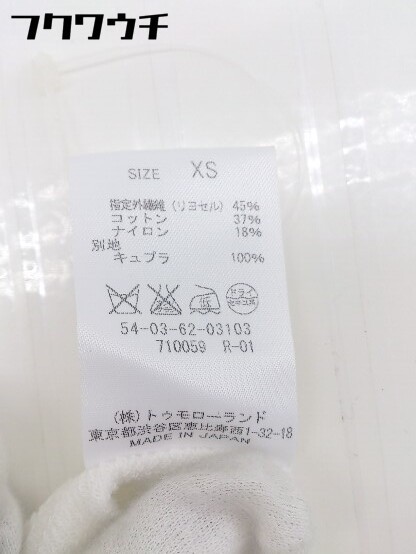 フクワウチ
SIZE XS
指定外繊維（リヨセル） 45%
コットン 37%
ナイロン 18%
別地
キュプラ 100%
54-03-62-03103
710059 R-01
(株)トゥモローランド
東京都渋谷区恵比寿西1-32-18
MADE IN JAPAN